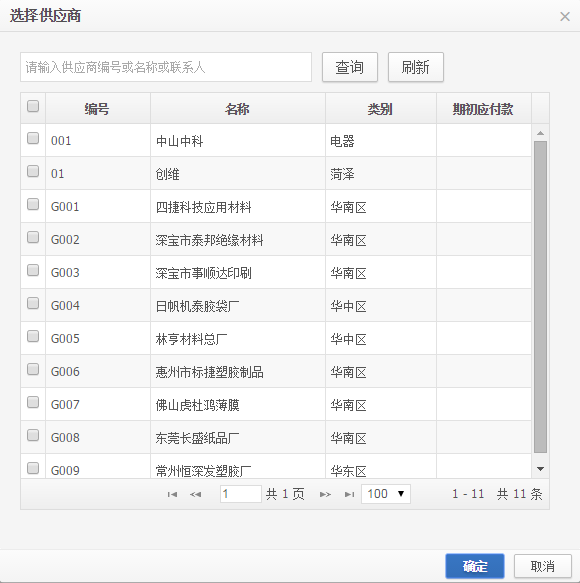 选择供应商
请输入供应商编号或名称或联系人 查询 刷新
编号 名称 类别 期初应付款
001 中山中科 电器
01 创维 菏泽
G001 四捷科技应用材料 华南区
G002 深宝市泰邦绝缘材料 华南区
G003 深宝市事顺达印刷 华南区
G004 日帆机泰胶袋厂 华中区
G005 林亨材料总厂 华中区
G006 惠州市标捷塑胶制品 华南区
G007 佛山虎杜鸿薄膜 华南区
G008 东莞长盛纸品厂 华南区
G009 常州恒深发塑胶厂 华东区
1 共 1 页 100 1 - 11 共 11 条
确定 取消